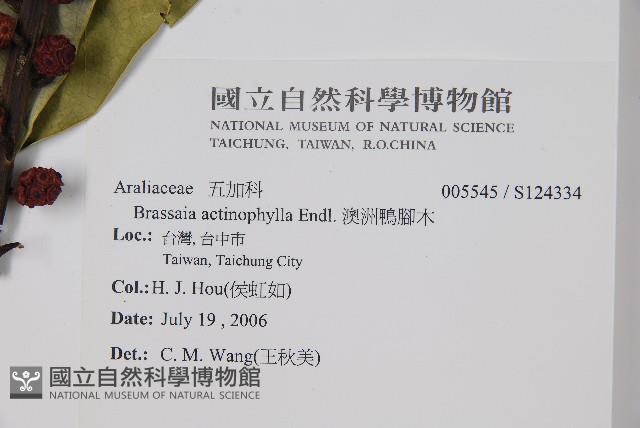 國立自然科學博物館
NATIONAL MUSEUM OF NATURAL SCIENCE
TAICHUNG, TAIWAN, R.O.CHINA
Araliaceae 五加科 005545 / S124334
Brassaia actinophylla Endl. 澳洲鴨腳木
Loc.: 台灣, 台中市
Taiwan, Taichung City
Col.: H. J. Hou(侯虹如)
Date: July 19 , 2006
Det.: C. M. Wang(王秋美)
國立自然科學博物館
NATIONAL MUSEUM OF NATURAL SCIENCE